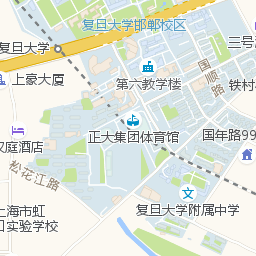 复旦大学邯郸校区
复旦大学
三号
国顺路
上豪大厦
第六教学楼
铁村
正大集团体育馆
国年路99
汉庭酒店
松花江路
复旦大学附属中学
上海市虹
口实验学校